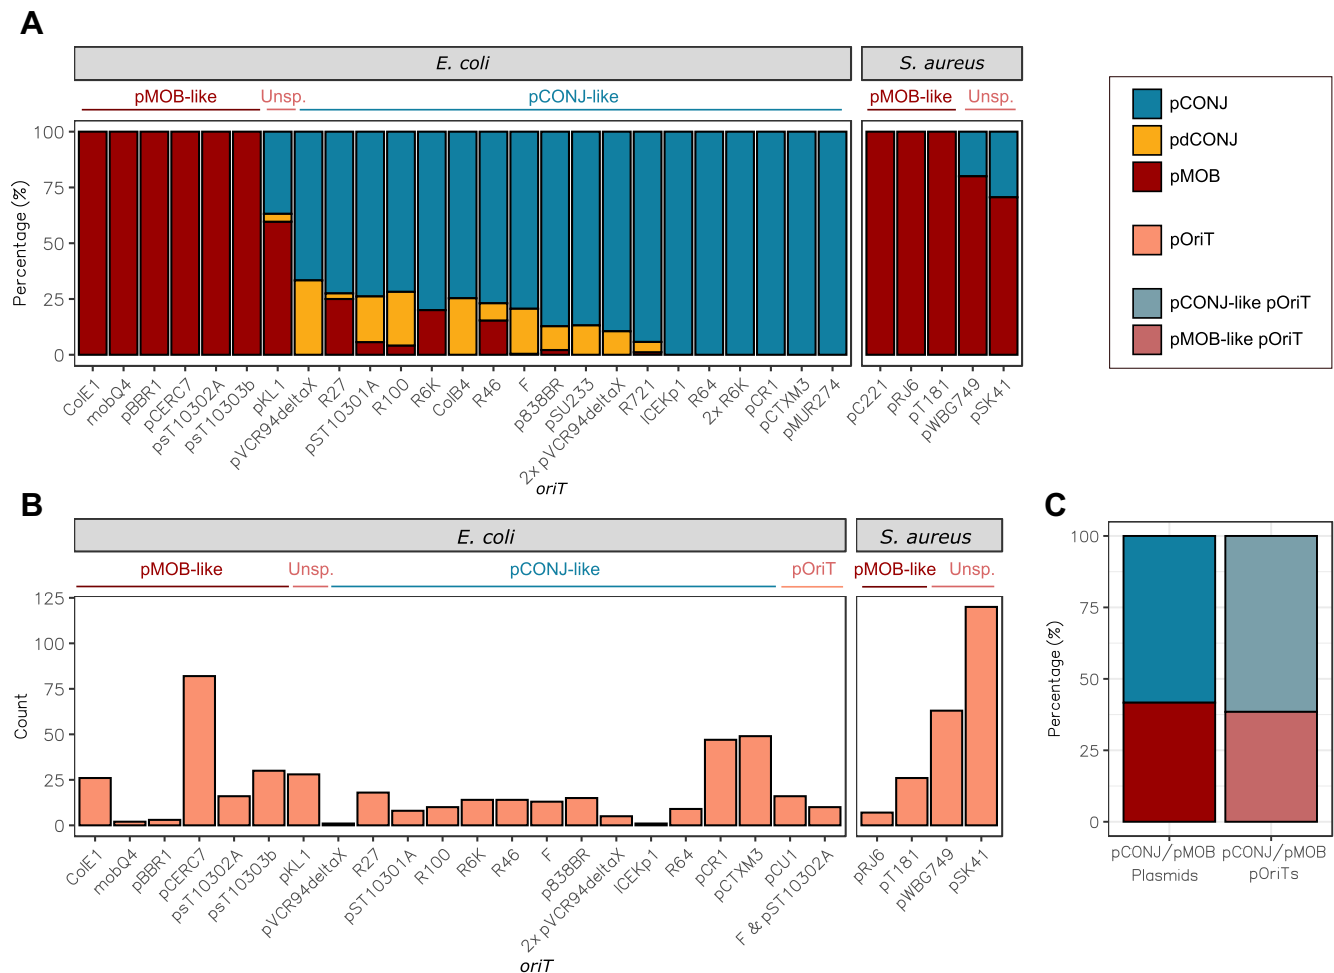 A
E. coli
S. aureus
pMOB-like
Unsp.
pCONJ-like
pMOB-like
Unsp.
Percentage (%)
100
75
50
25
0
ColE1
mobQ4
pBBR1
pCERC7
psT10302A
psT10303b
pKL1
pVCR94deltaX
R27
pST10301A
R100
R6K
ColB4
R46
F
p838BR
pSU233
2x pVCR94deltaX
R721
ICEKp1
R64
2x R6K
pCR1
pCTXM3
pMUR274
pC221
pRJ6
pT181
pWBG749
pSK41
oriT
pCONJ
pdCONJ
pMOB
pOriT
pCONJ-like pOriT
pMOB-like pOriT
B
E. coli
S. aureus
pMOB-like
Unsp.
pCONJ-like
pOriT
pMOB-like
Unsp.
Count
125
100
75
50
25
0
ColE1
mobQ4
pBBR1
pCERC7
psT10302A
psT10303b
pKL1
pVCR94deltaX
R27
pST10301A
R100
R6K
R46
F
p838BR
2x pVCR94deltaX
ICEKp1
R64
pCR1
pCTXM3
pCU1
F & pST10302A
pRJ6
pT181
pWBG749
pSK41
oriT
C
Percentage (%)
100
75
50
25
0
pCONJ/pMOB
Plasmids
pCONJ/pMOB
pOriTs